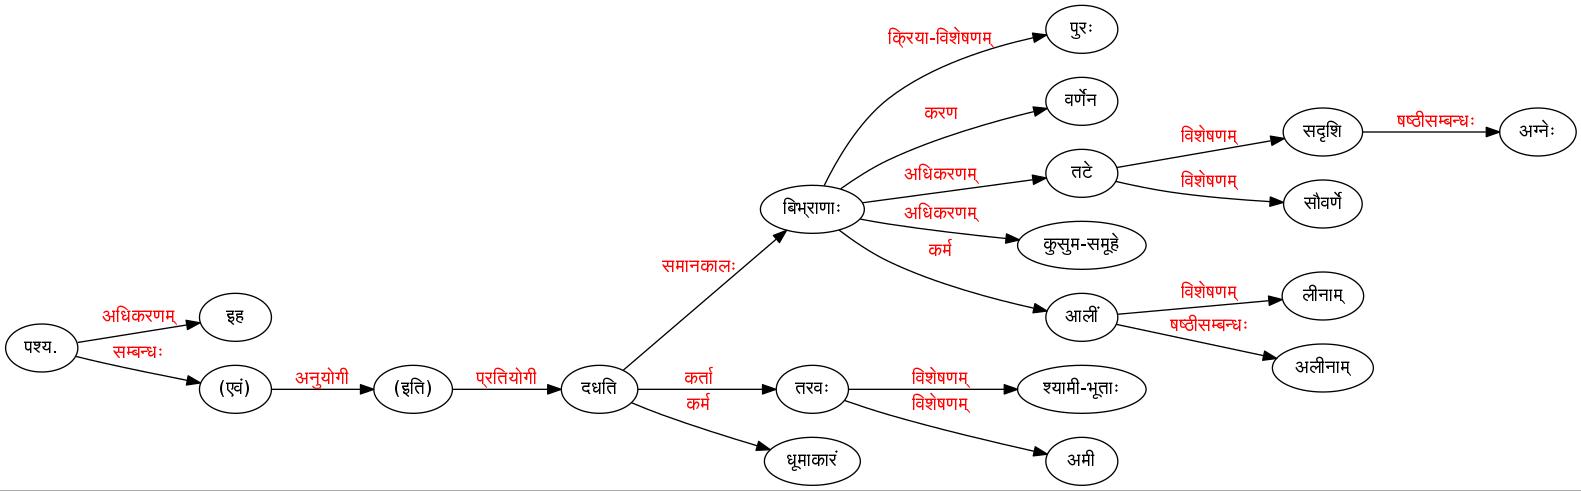 पुरः
क्रिया-विशेषणम्
वर्णेन
करण
सदृशि
षष्ठीसम्बन्धः
अग्नेः
विशेषणम्
तटे
अधिकरणम्
विशेषणम्
सौवर्णे
बिभ्राणाः
अधिकरणम्
कुसुम-समूहे
कर्म
समानकालः
विशेषणम्
लीनाम्
आलीं
षष्ठीसम्बन्धः
अलीनाम्
अधिकरणम्
इह
पश्य.
सम्बन्धः
(एवं)
अनुयोगी
(इति)
प्रतियोगी
दधति
कर्ता
तरवः
विशेषणम्
श्यामी-भूताः
कर्म
विशेषणम्
धूमाकारं
अमी